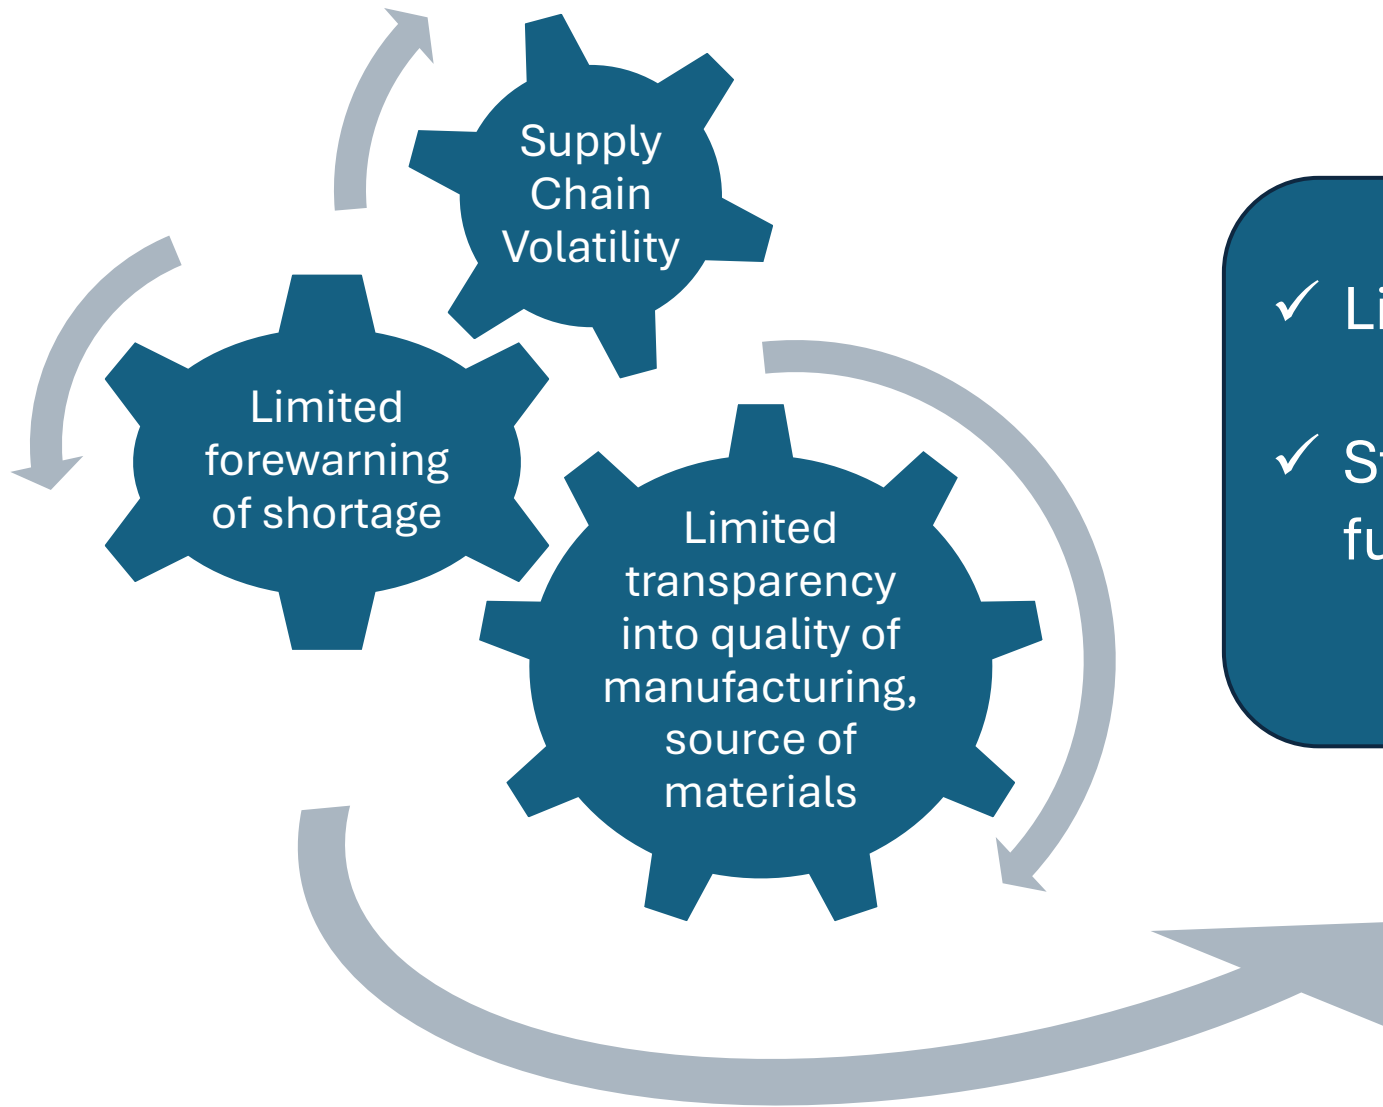 Supply
Chain
Volatility
Limited
forewarning
of shortage
Limited
transparency
into quality of
manufacturing,
source of
materials